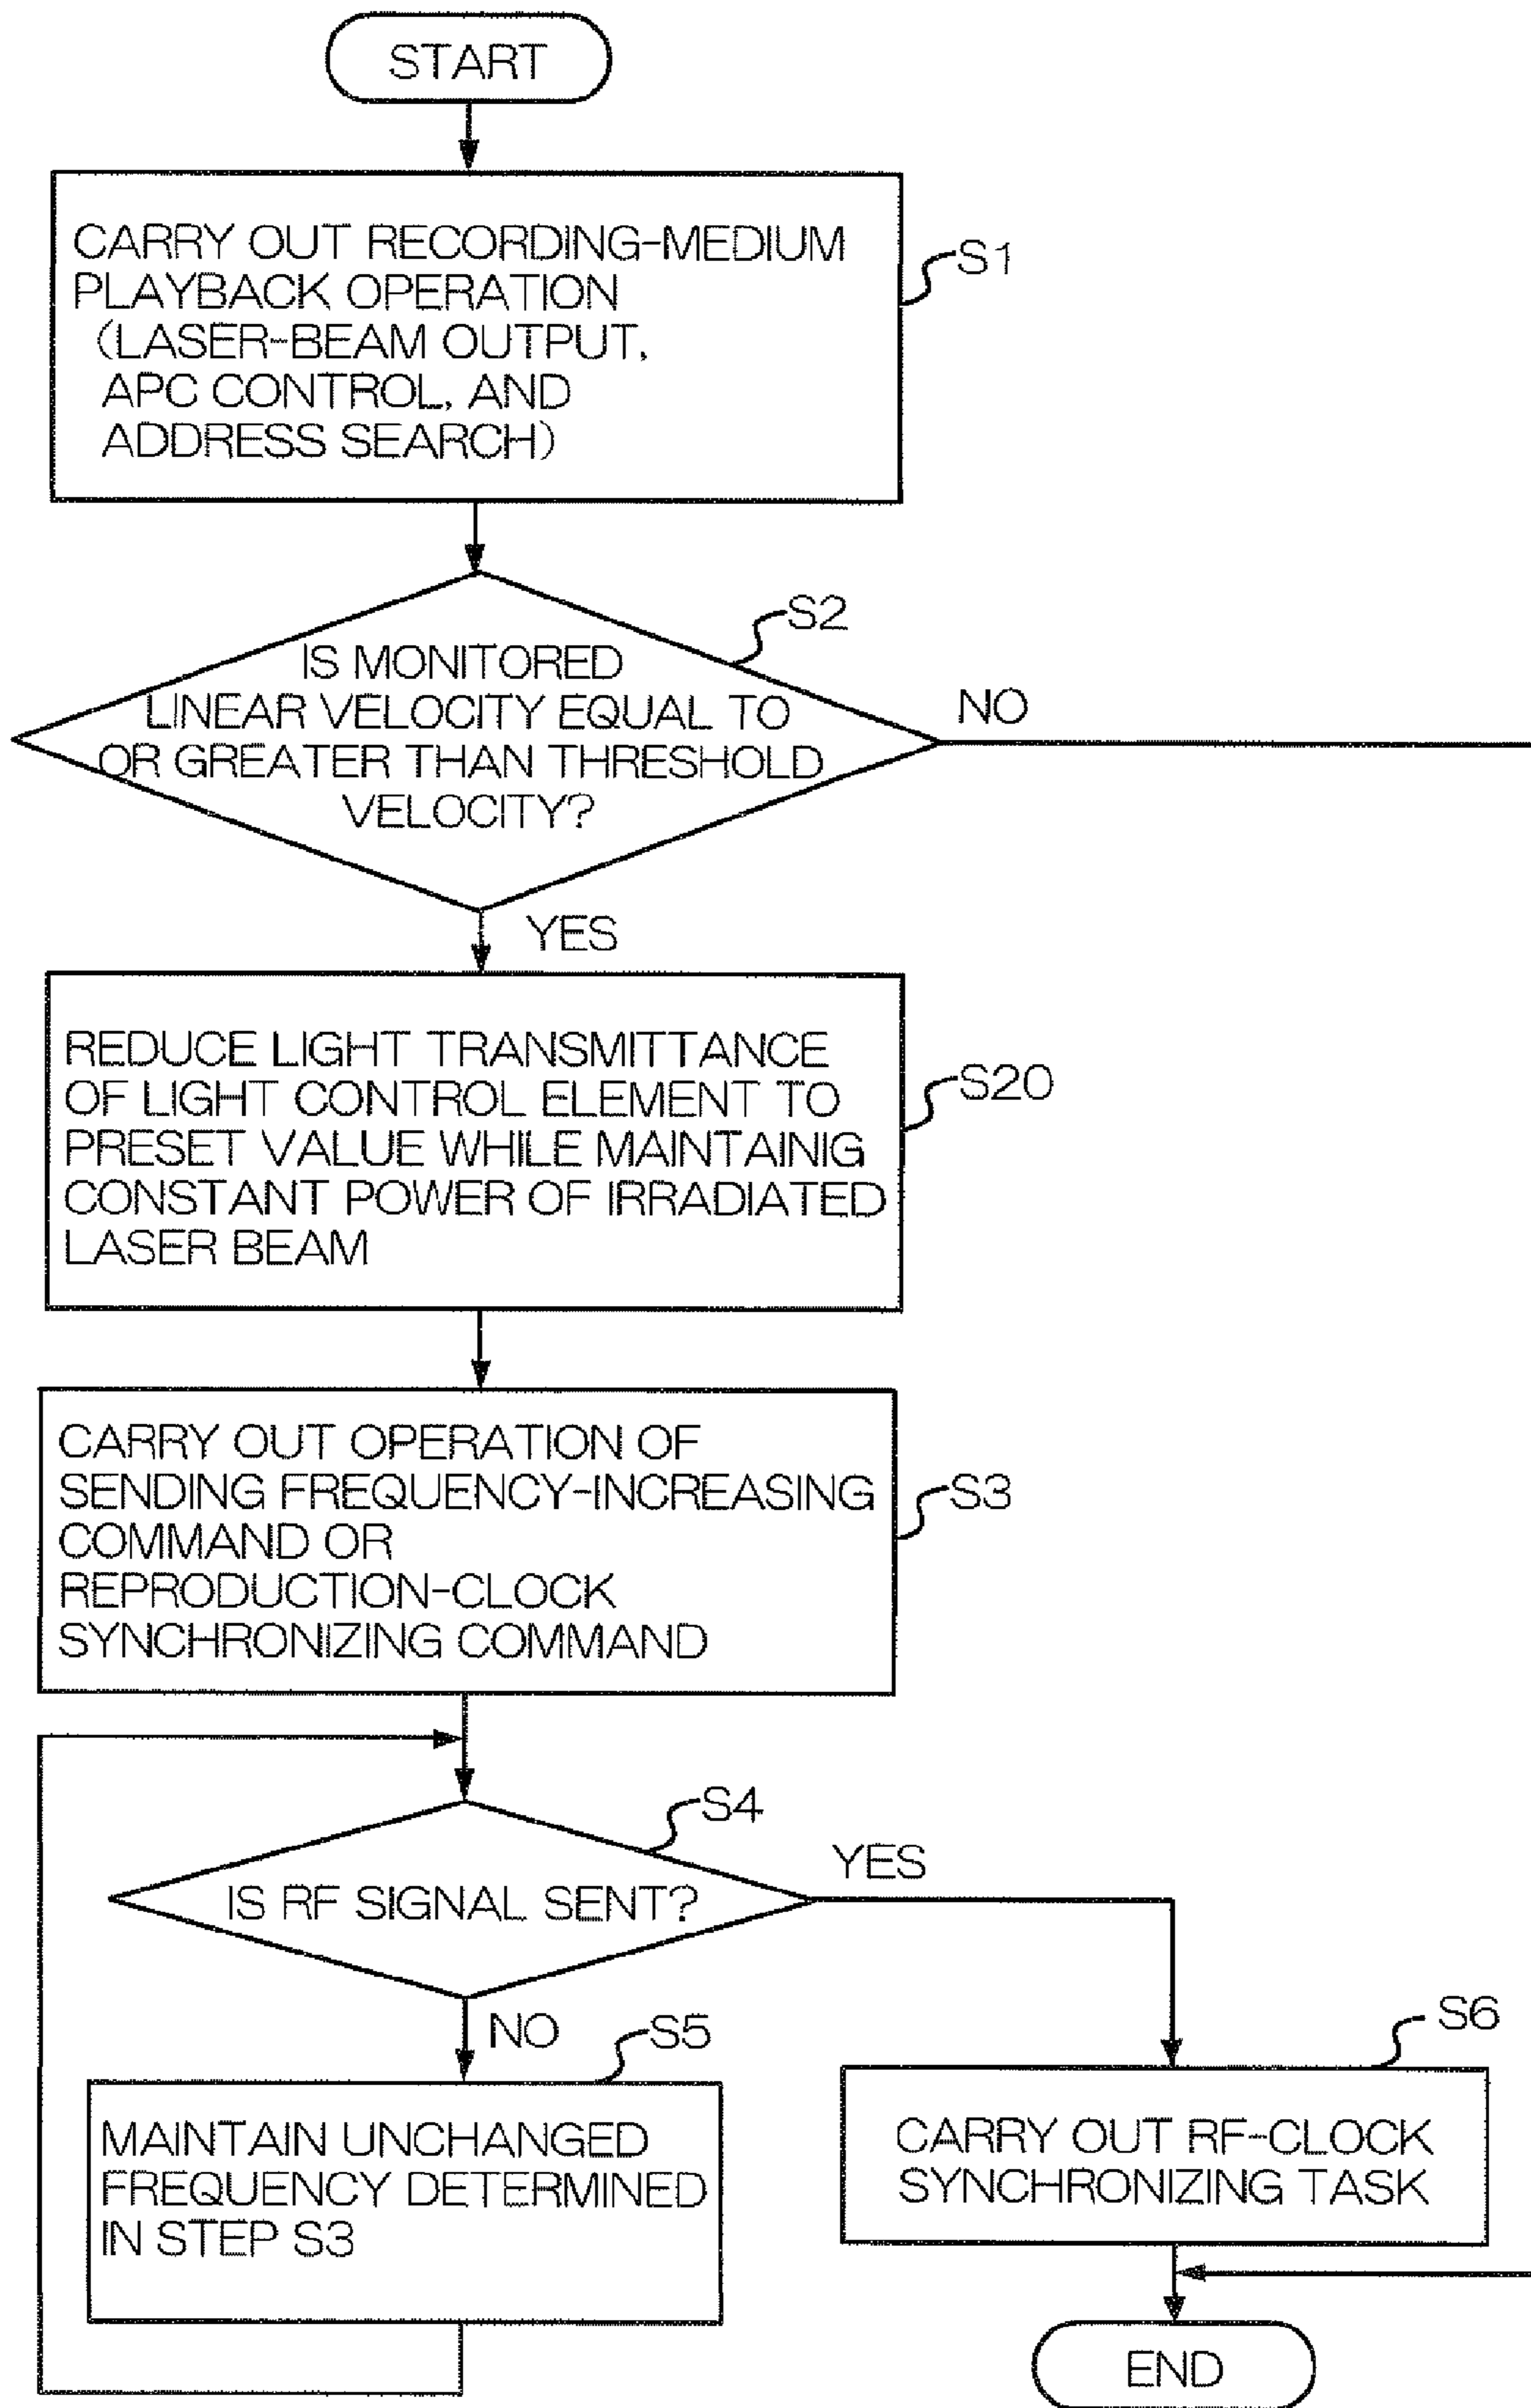 START
CARRY OUT RECORDING-MEDIUM
PLAYBACK OPERATION
(LASER-BEAM OUTPUT,
APC CONTROL, AND
ADDRESS SEARCH)
S1
S2
IS MONITORED
LINEAR VELOCITY EQUAL TO
OR GREATER THAN THRESHOLD
VELOCITY?
NO
YES
REDUCE LIGHT TRANSMITTANCE
OF LIGHT CONTROL ELEMENT TO
PRESET VALUE WHILE MAINTAINIG
CONSTANT POWER OF IRRADIATED
LASER BEAM
S20
CARRY OUT OPERATION OF
SENDING FREQUENCY-INCREASING
COMMAND OR
REPRODUCTION-CLOCK
SYNCHRONIZING COMMAND
S3
S4
IS RF SIGNAL SENT?
YES
NO
S5
MAINTAIN UNCHANGED
FREQUENCY DETERMINED
IN STEP S3
S6
CARRY OUT RF-CLOCK
SYNCHRONIZING TASK
END